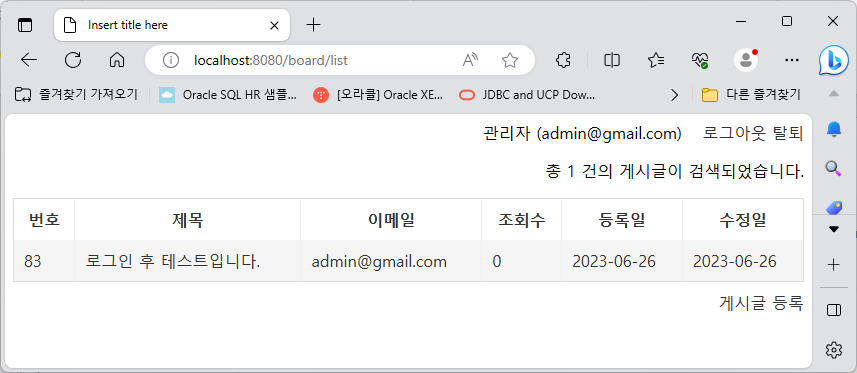 Insert title here
localhost:8080/board/list
즐겨찾기 가져오기 Oracle SQL HR 샘플... [오라클] Oracle XE... JDBC and UCP Dow... 다른 즐겨찾기
관리자 (admin@gmail.com) 로그아웃 탈퇴
총 1 건의 게시글이 검색되었습니다.
번호 제목 이메일 조회수 등록일 수정일
83 로그인 후 테스트입니다. admin@gmail.com 0 2023-06-26 2023-06-26
게시글 등록